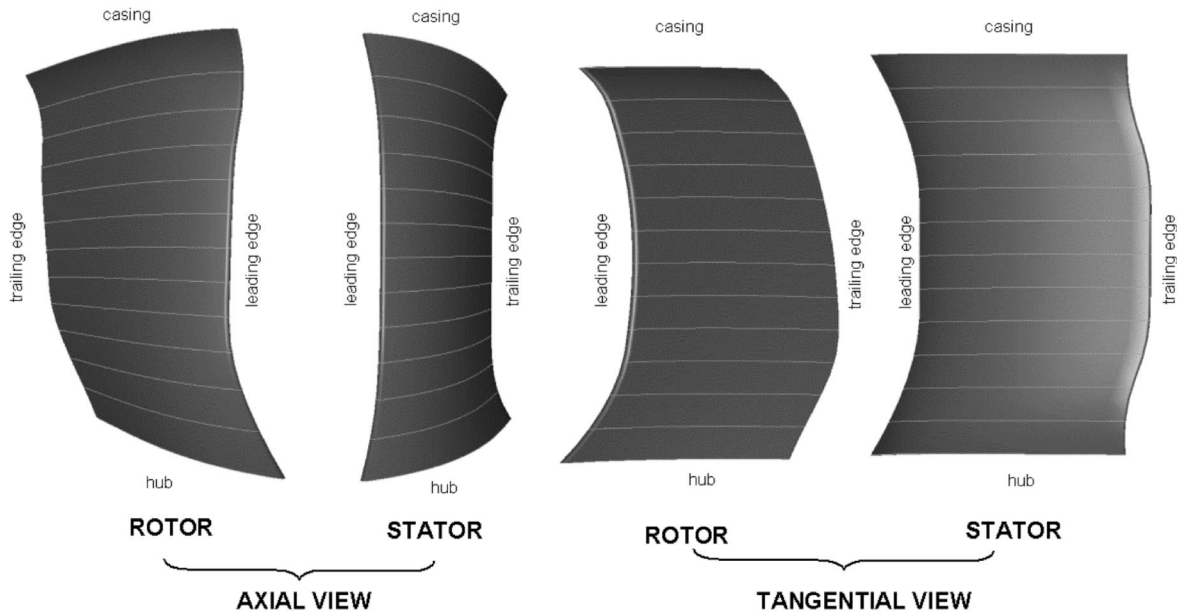 casing
casing
casing
casing
trailing edge
leading edge
leading edge
trailing edge
leading edge
trailing edge
leading edge
trailing edge
hub
hub
hub
hub
ROTOR
STATOR
ROTOR
STATOR
AXIAL VIEW
TANGENTIAL VIEW